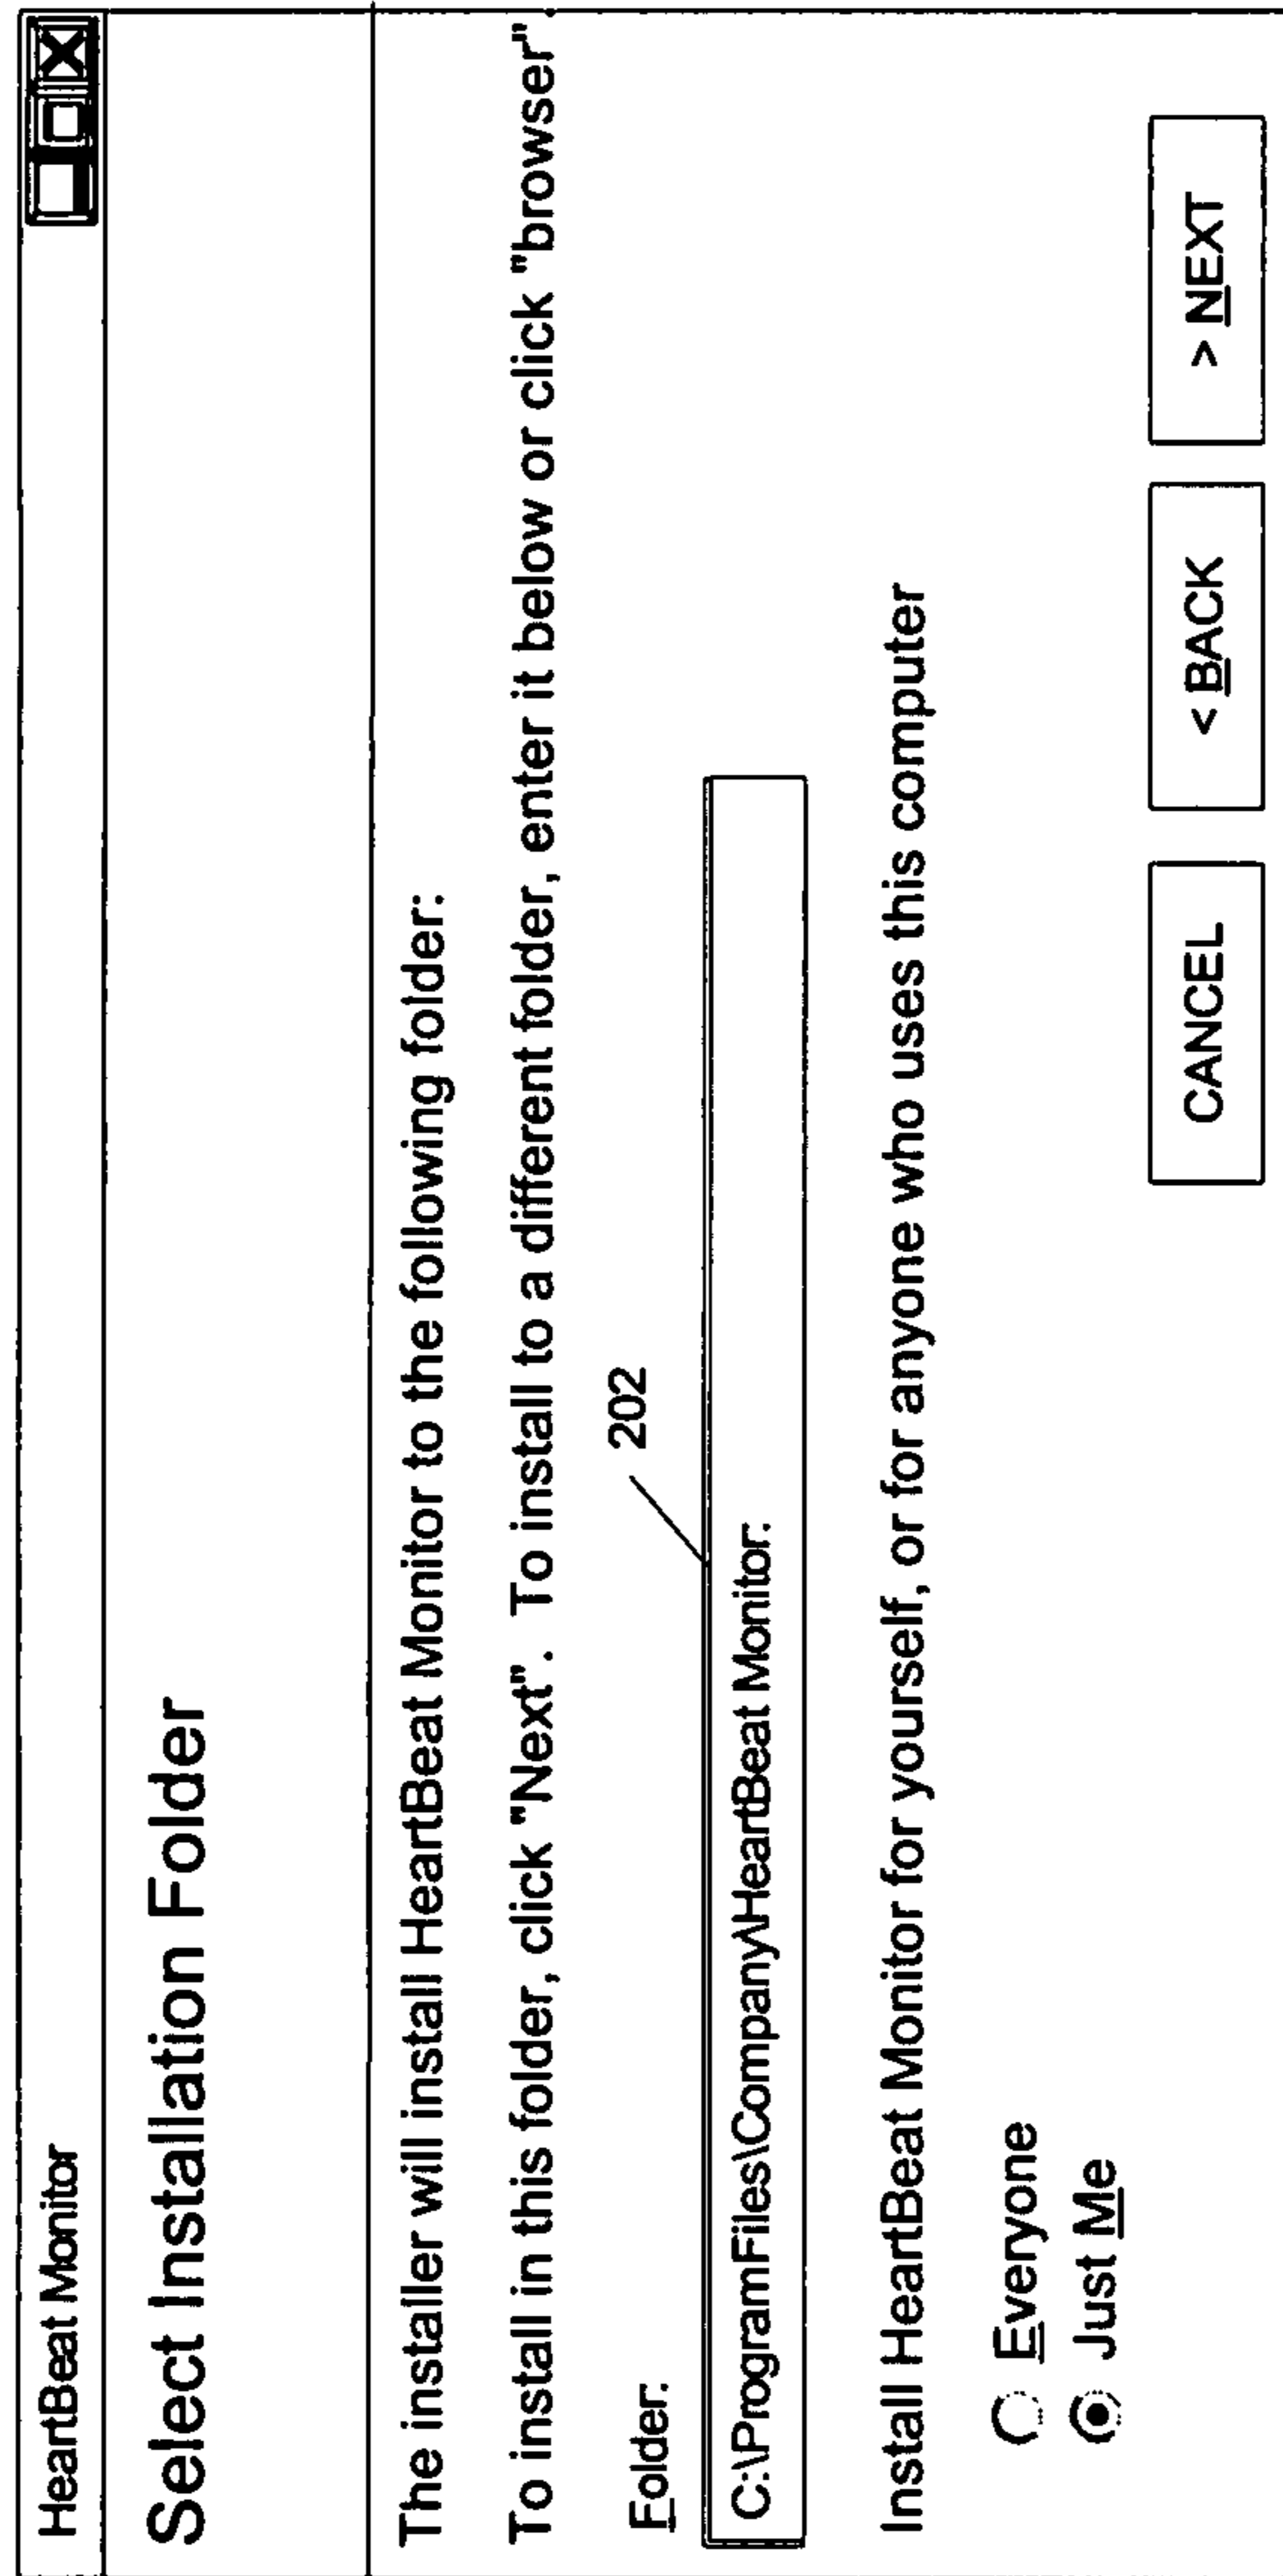 HeartBeat Monitor
Select Installation Folder
The installer will install HeartBeat Monitor to the following folder:
To install in this folder, click "Next". To install to a different folder, enter it below or click "browser"
202
Folder:
C:\ProgramFiles\Company\HeartBeat Monitor:
Install HeartBeat Monitor for yourself, or for anyone who uses this computer
Everyone
Just Me
CANCEL
< BACK
> NEXT